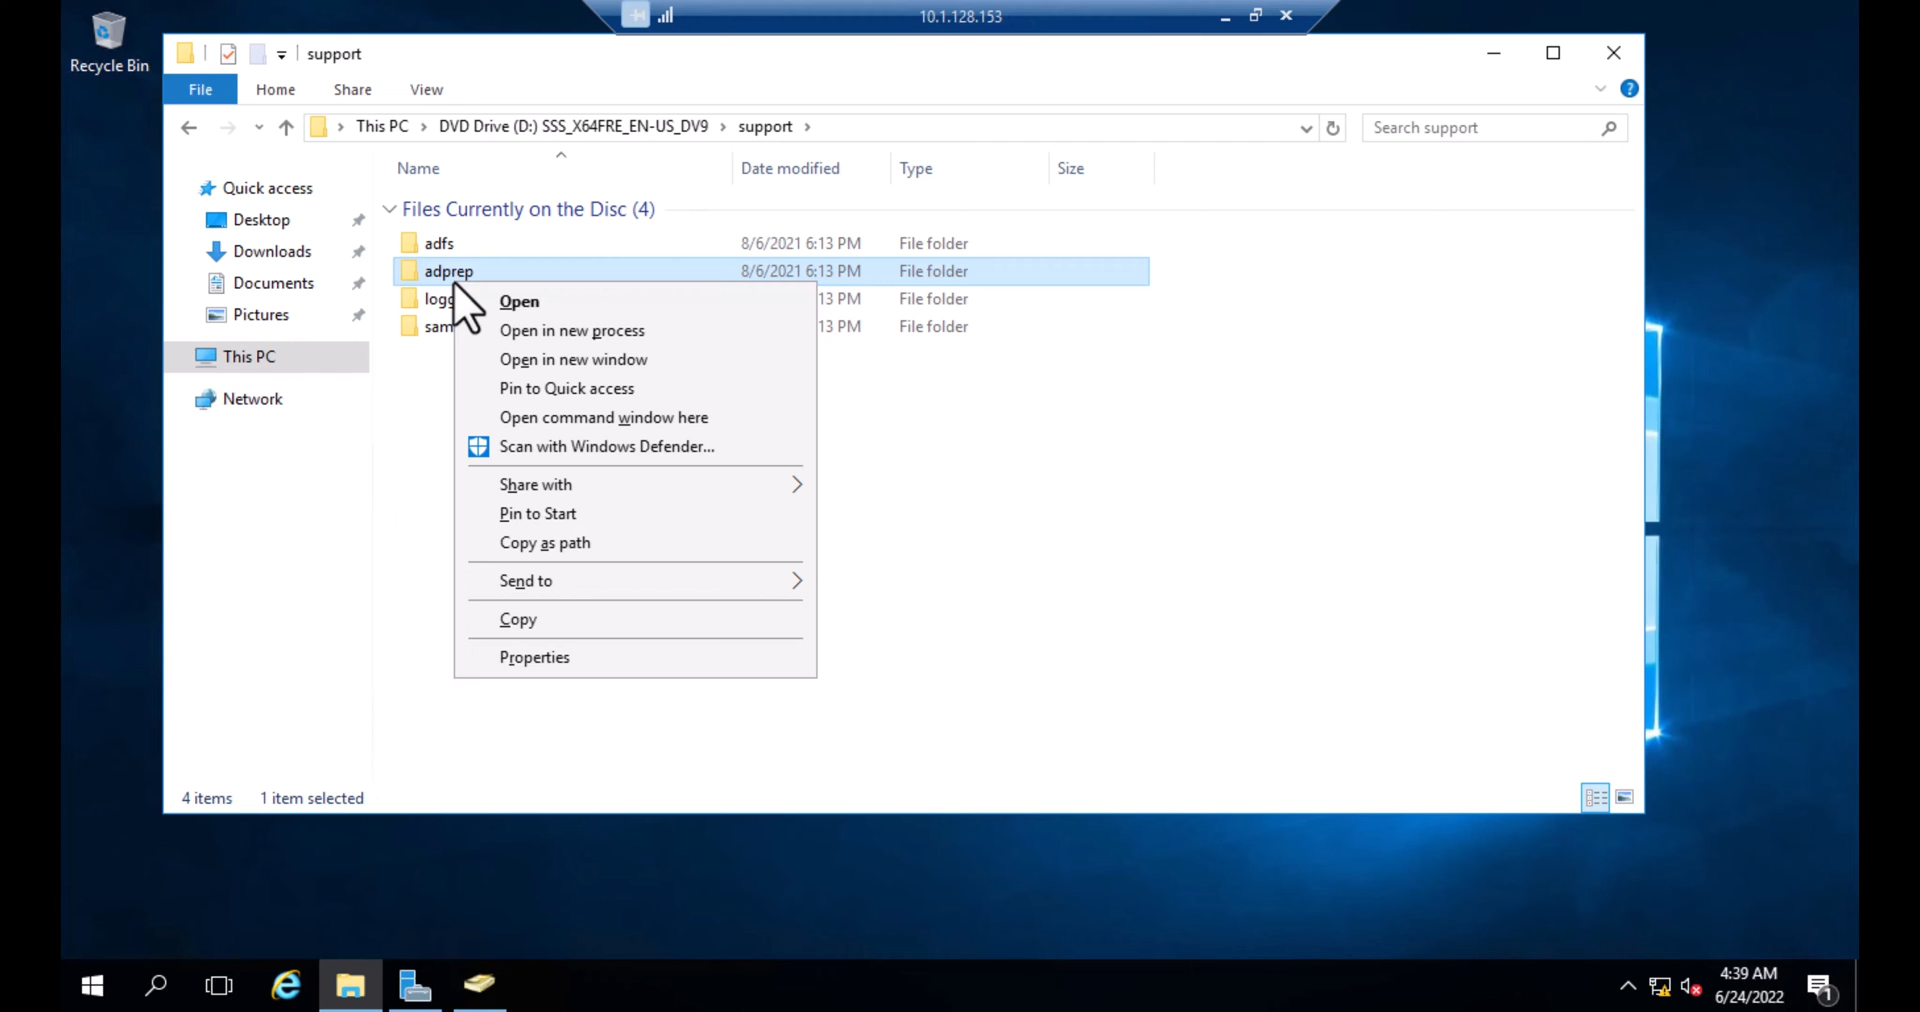 Recycle Bin
10.1.128.153
support
File Home Share View
This PC DVD Drive (D:) SSS_X64FRE_EN-US_DV9 support
Search support
Name Date modified Type Size
Quick access
Desktop
Downloads
Documents
Pictures
This PC
Network
Files Currently on the Disc (4)
adfs 8/6/2021 6:13 PM File folder
adprep 8/6/2021 6:13 PM File folder
logg 13 PM File folder
sam 13 PM File folder
Open
Open in new process
Open in new window
Pin to Quick access
Open command window here
Scan with Windows Defender...
Share with
Pin to Start
Copy as path
Send to
Copy
Properties
4 items 1 item selected
4:39 AM
6/24/2022
1